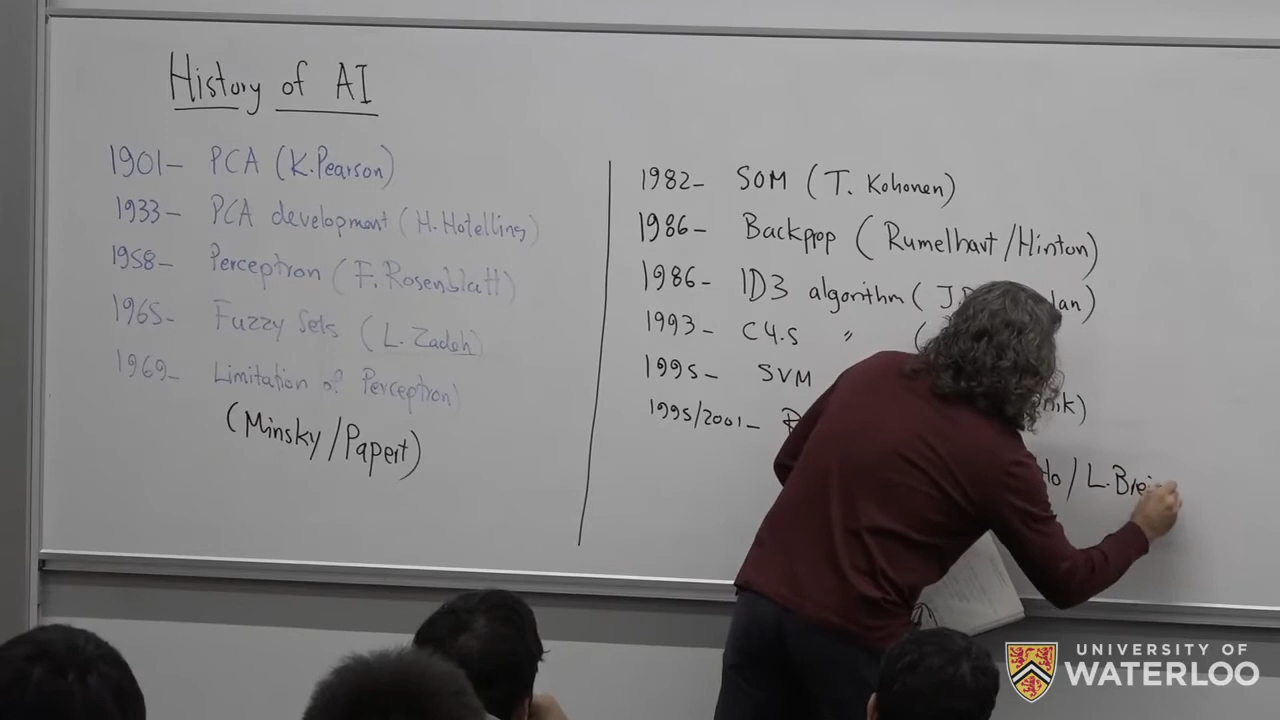 History of AI
1901- PCA (K.Pearson)
1933- PCA development (H.Hotelling)
1958- Perceptron (F.Rosenblatt)
1965- Fuzzy Sets (L.Zadeh)
1969- Limitation of Perceptron
(Minsky/Papert)
1982- SOM (T. Kohonen)
1986- Backpop (Rumelhart/Hinton)
1986- ID3 algorithm (J
1993- C4.5 〃 (
1995- SVM
1995/2001-
/ L.Brei
UNIVERSITY OF
WATERLOO